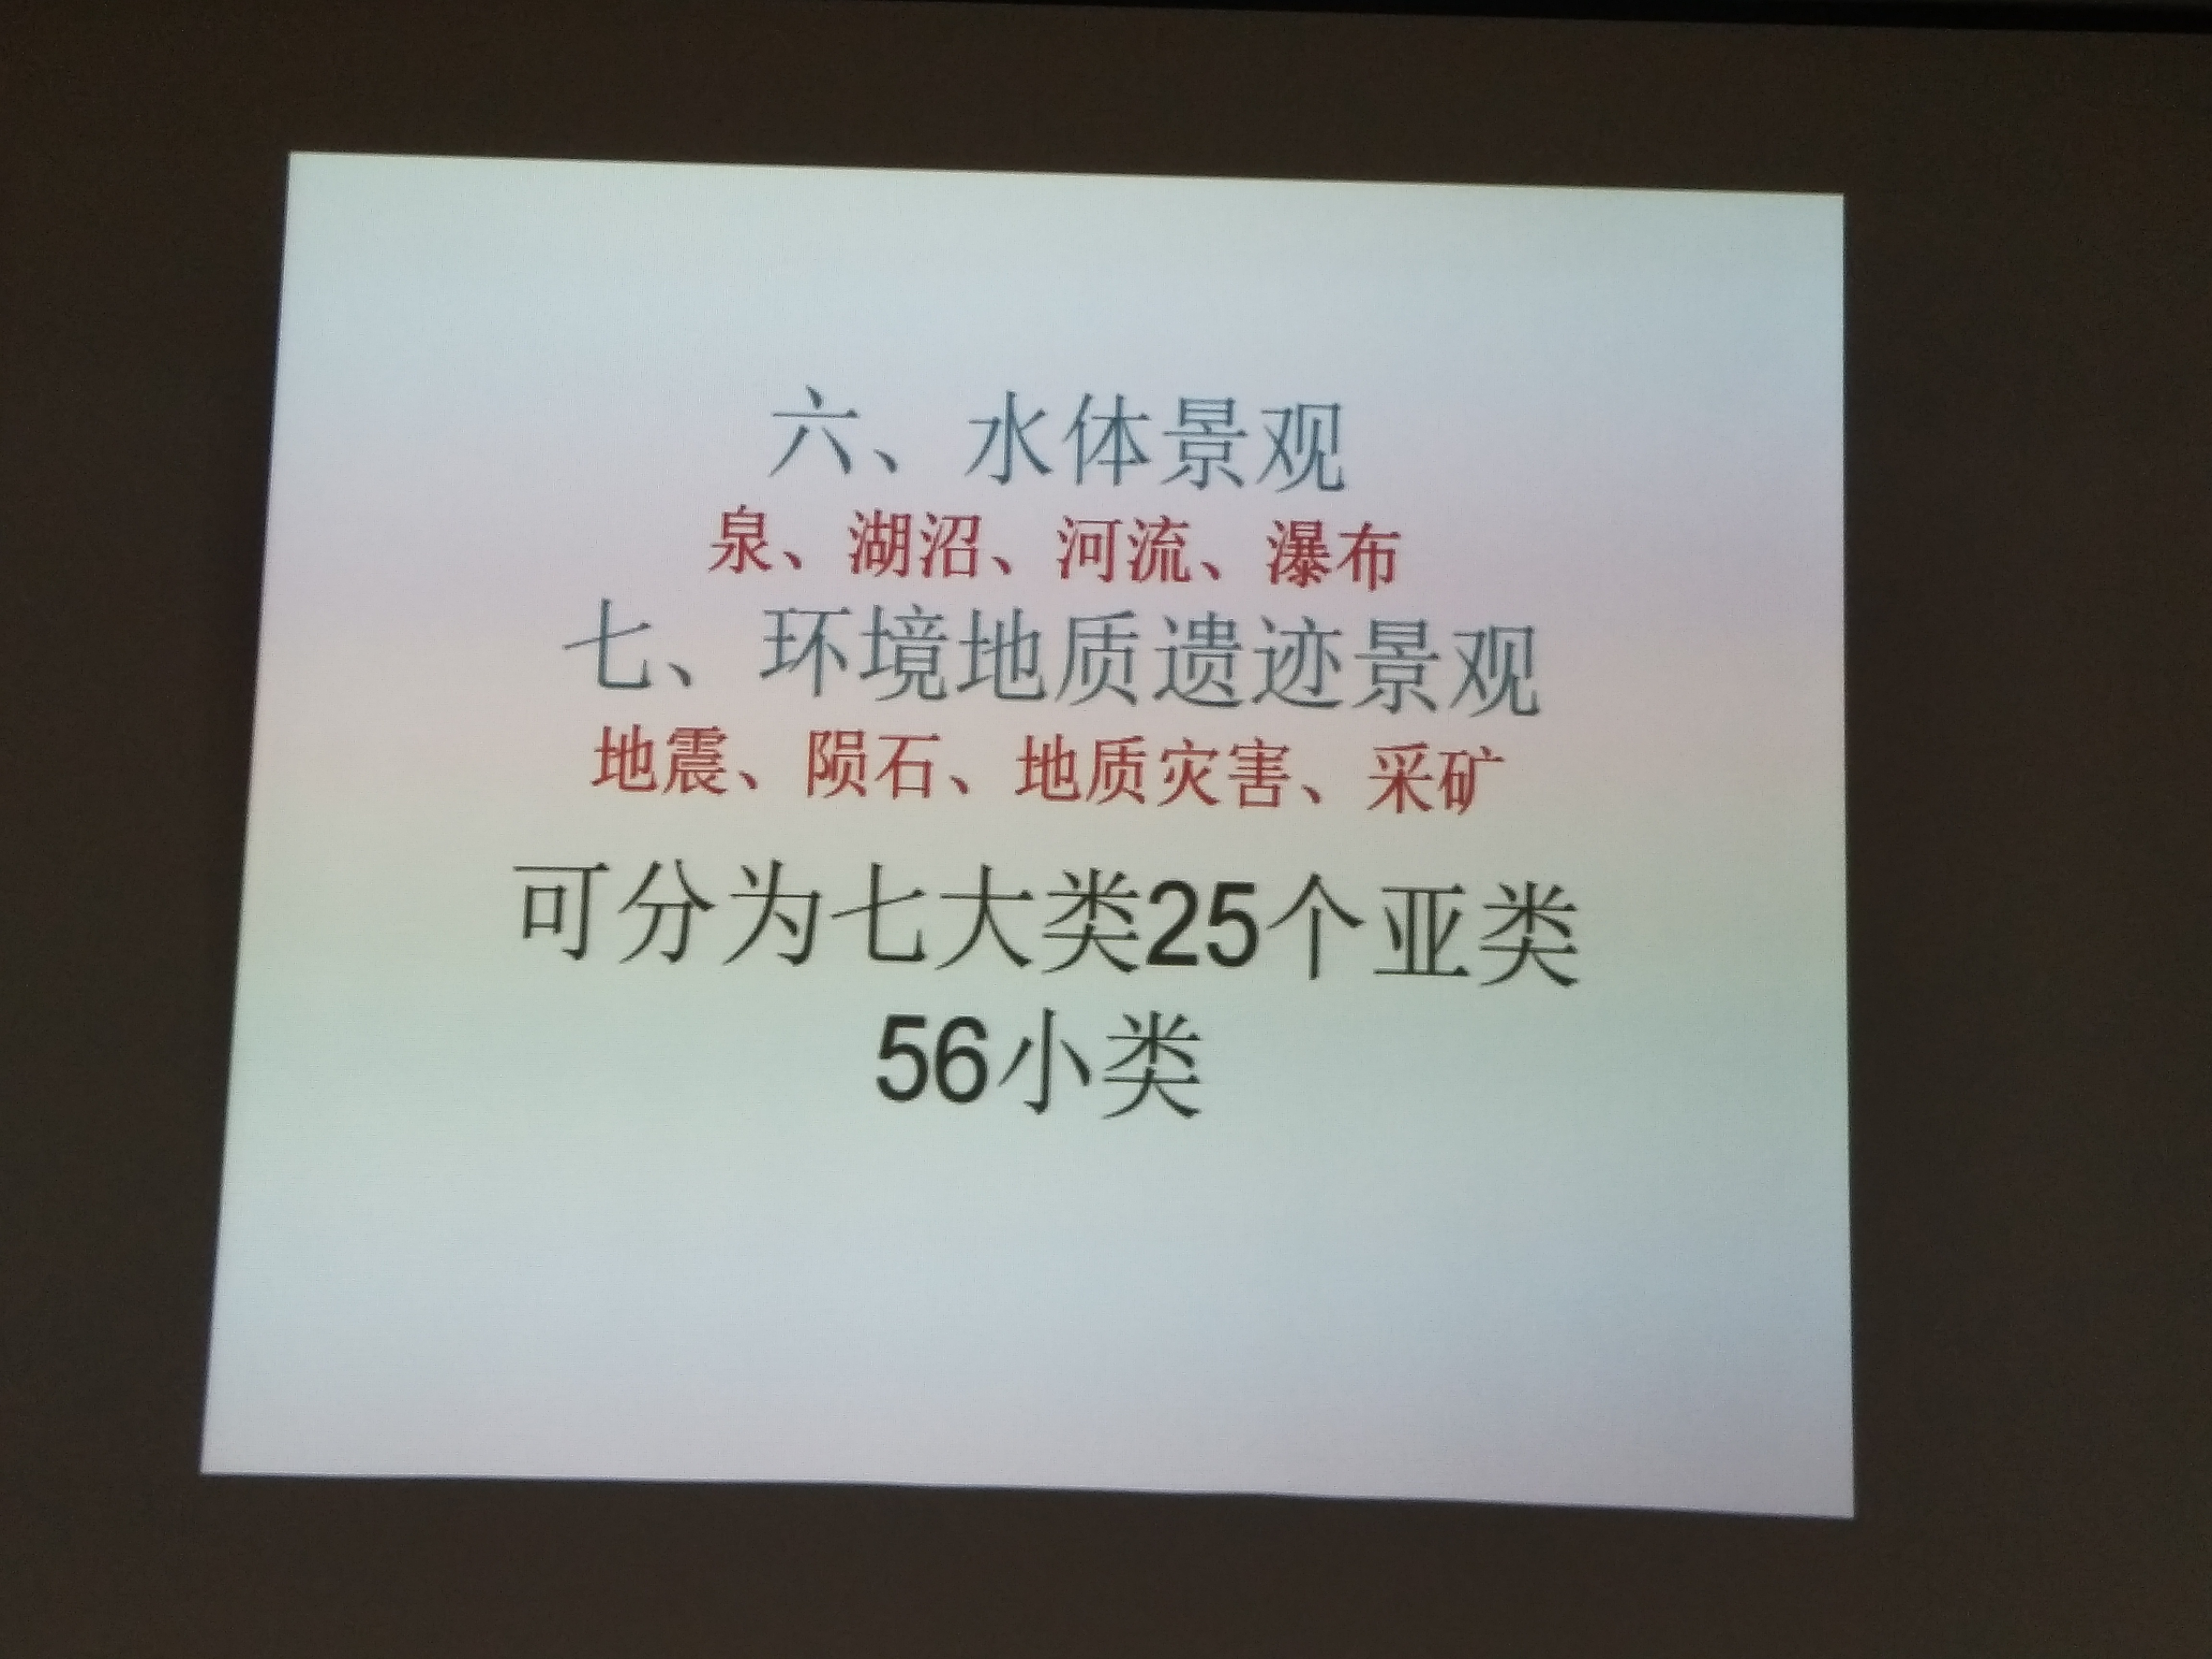 六、水体景观
泉、湖沼、河流、瀑布
七、环境地质遗迹景观
地震、陨石、地质灾害、采矿
可分为七大类25个亚类
56小类